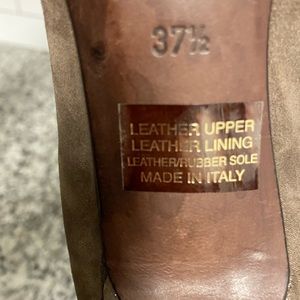 37½
LEATHER UPPER
LEATHER LINING
LEATHER/RUBBER SOLE
MADE IN ITALY